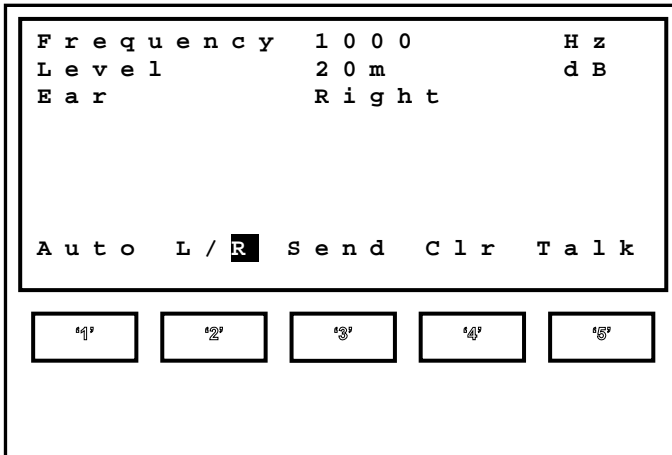 Frequency 1000 Hz
Level 20m dB
Ear Right
Auto L/R Send Clr Talk
‘1’ ‘2’ ‘3’ ‘4’ ‘5’